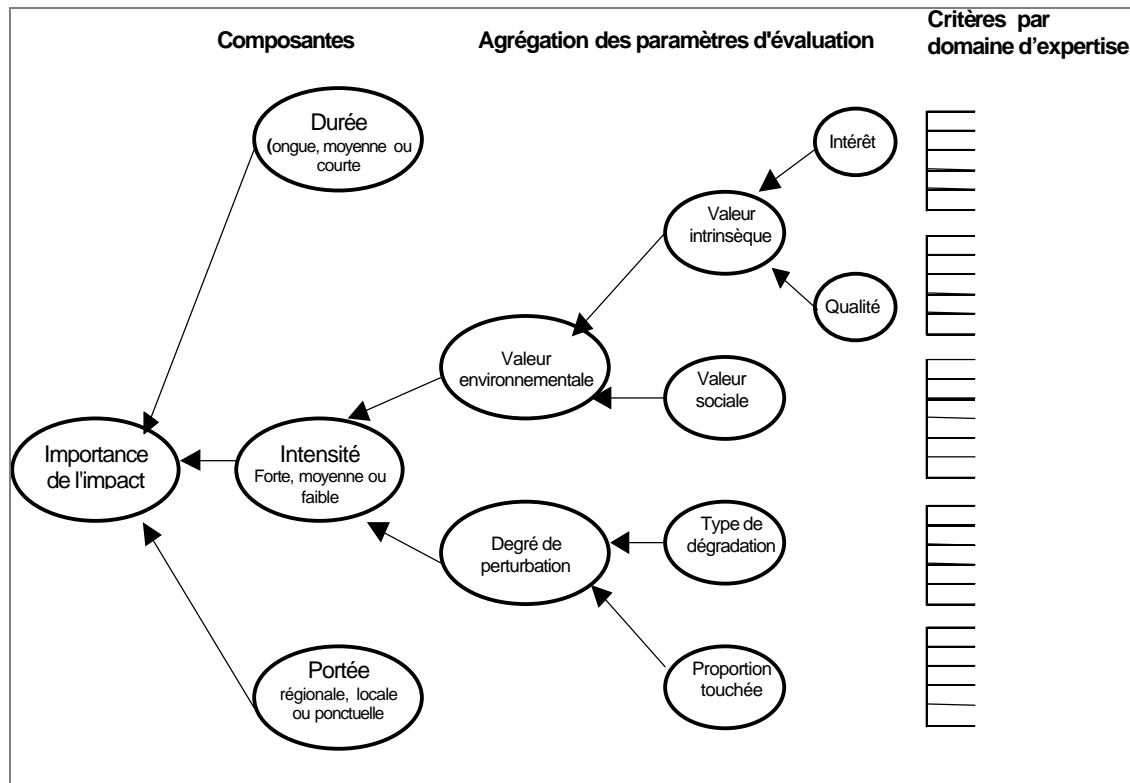 Composantes
Agrégation des paramètres d'évaluation
Critères par
domaine d'expertise
Durée
(ongue, moyenne ou
courte
Intérêt
Valeur
intrinsèque
Qualité
Valeur
environnementale
Valeur
sociale
Importance
de l'impact
Intensité
Forte, moyenne ou
faible
Degré de
perturbation
Type de
dégradation
Portée
régionale, locale
ou ponctuelle
Proportion
touchée